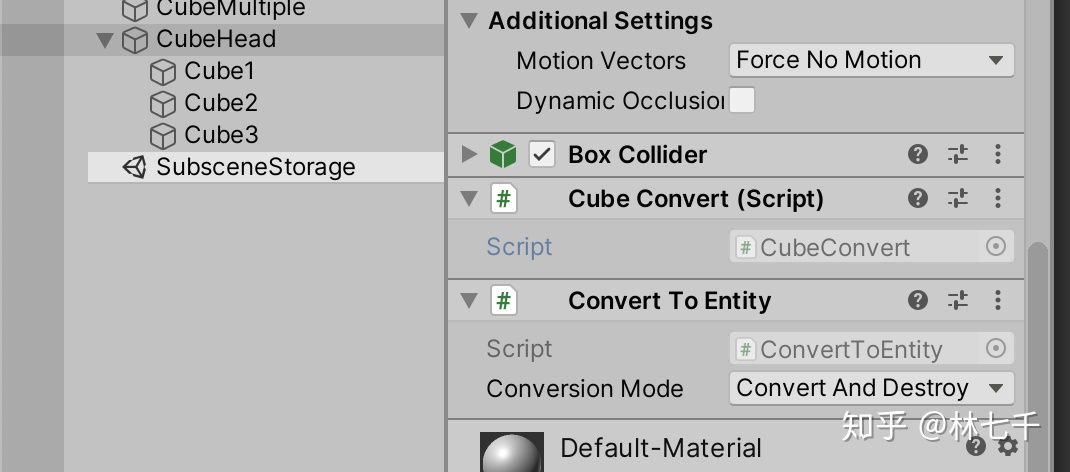 CubeMultiple
CubeHead
Cube1
Cube2
Cube3
SubsceneStorage
Additional Settings
Motion Vectors Force No Motion
Dynamic Occlusion
Box Collider
# Cube Convert (Script)
Script # CubeConvert
# Convert To Entity
Script # ConvertToEntity
Conversion Mode Convert And Destroy
Default-Material
知乎 @林七千